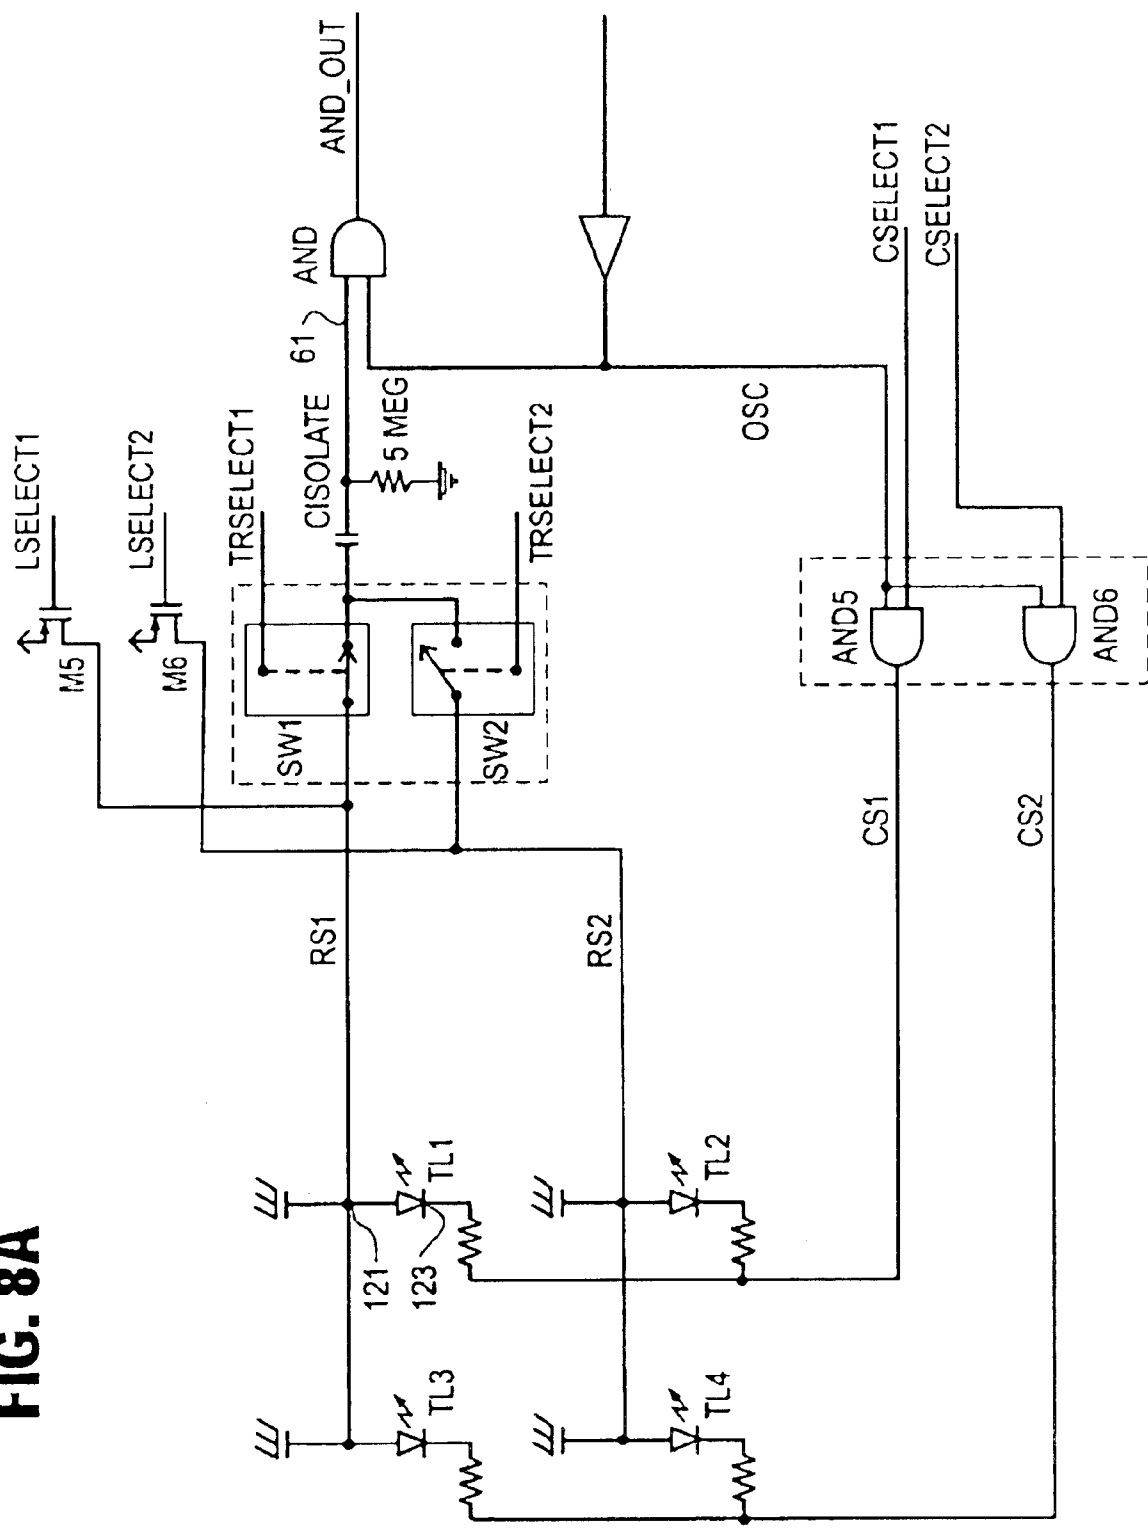 FIG. 8A
LSELECT1
LSELECT2
M5
M6
TRSELECT1
CISOLATE
61
AND
AND_OUT
5 MEG
TRSELECT2
SW1
SW2
OSC
CSELECT1
CSELECT2
AND5
AND6
CS1
CS2
RS1
RS2
121
123
TL1
TL2
TL3
TL4